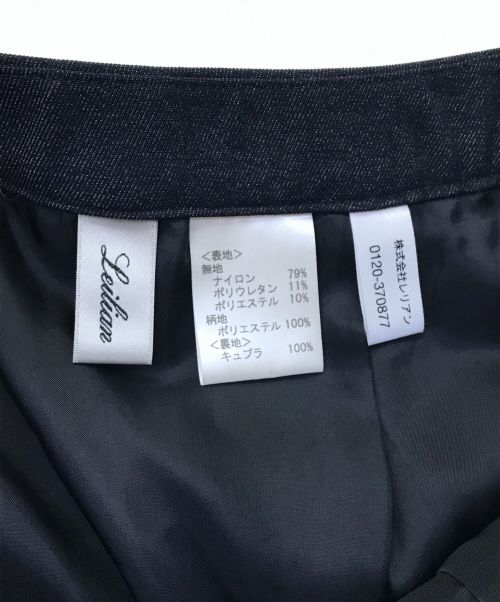 Leilian
<表地>
無地
ナイロン 79%
ポリウレタン 11%
ポリエステル 10%
柄地
ポリエステル 100%
<裏地>
キュプラ 100%
株式会社レリアン
0120-370877